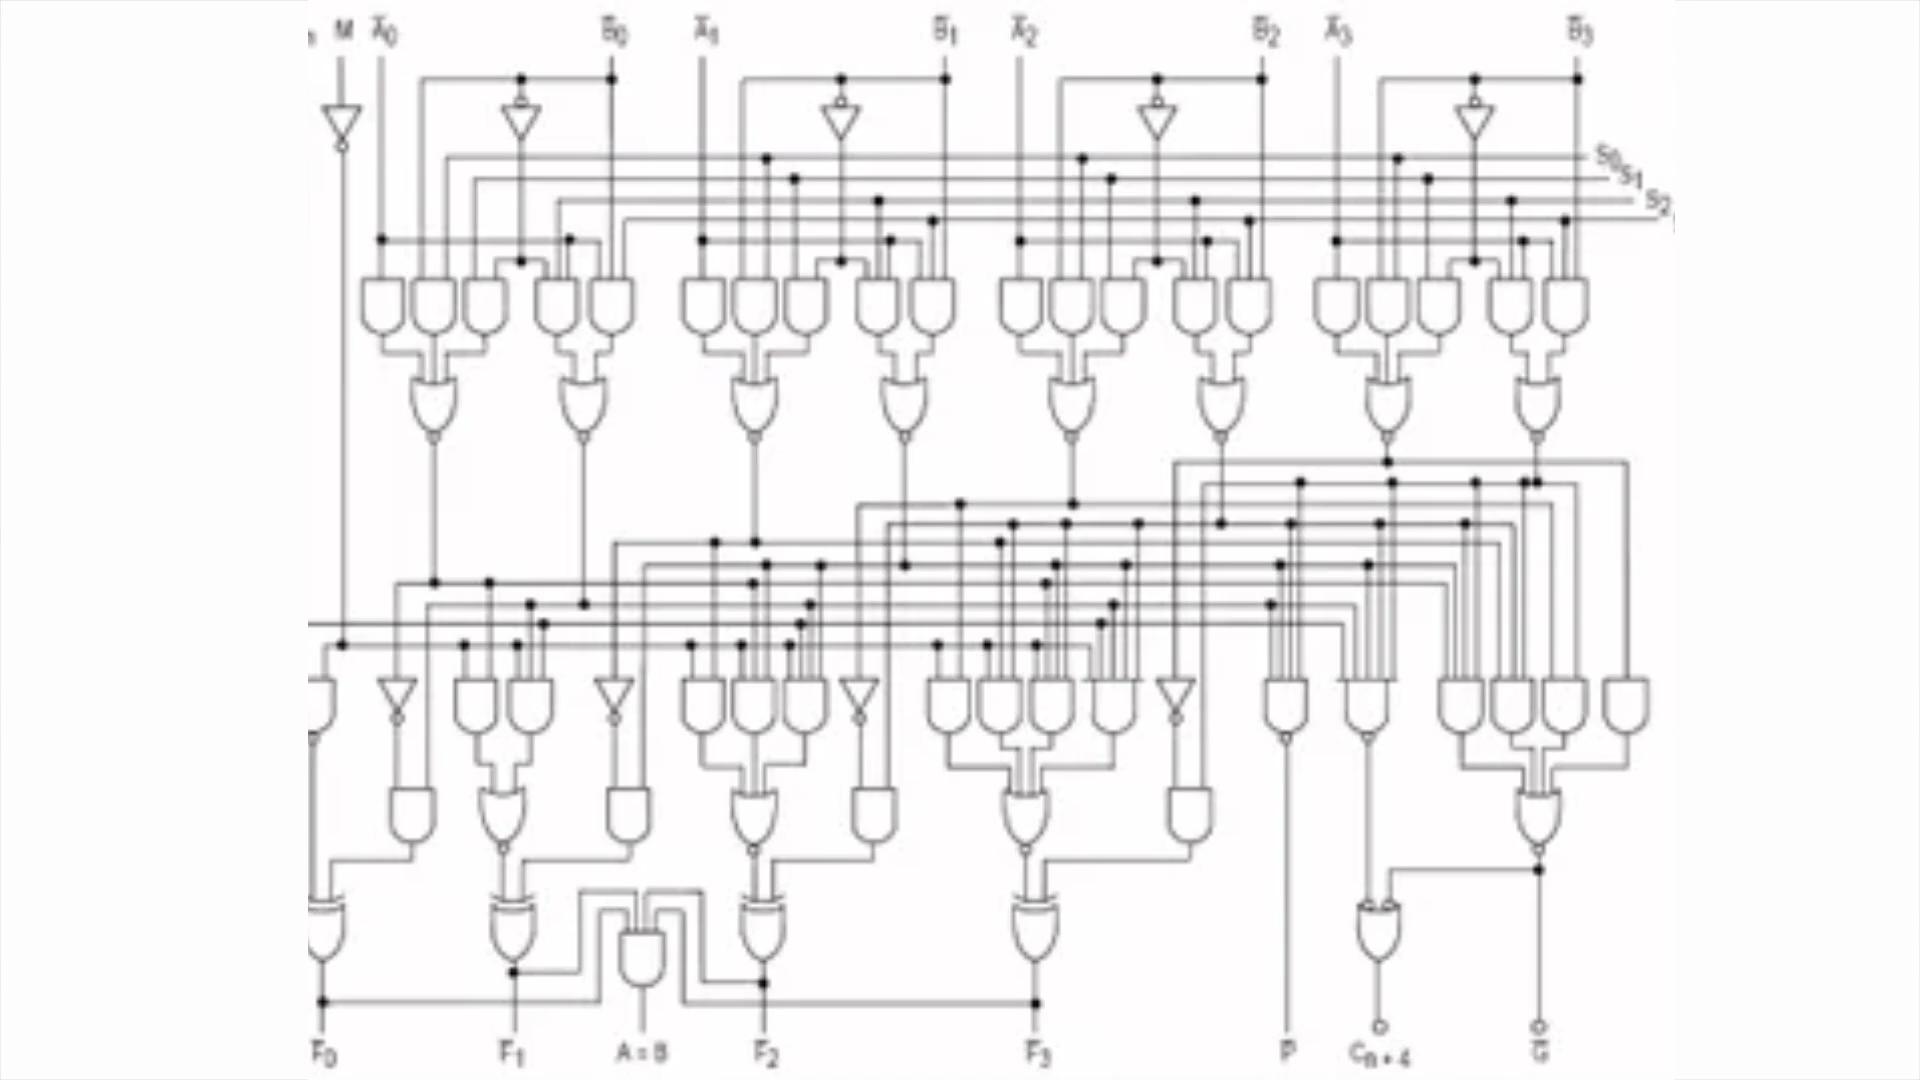 n M A̅0 B̅0 A̅1 B̅1 A̅2 B̅2 A̅3 B̅3
S0
S1
S2
F̅0 F̅1 A = B F̅2 F̅3 P̅ Cn + 4 G̅